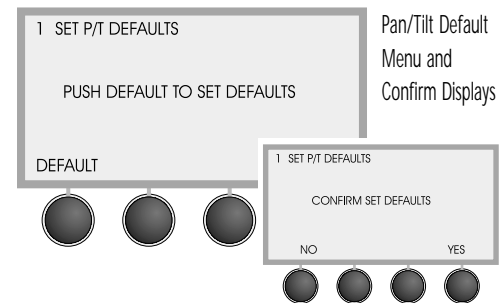 1 SET P/T DEFAULTS
PUSH DEFAULT TO SET DEFAULTS
DEFAULT
Pan/Tilt Default
Menu and
Confirm Displays
1 SET P/T DEFAULTS
CONFIRM SET DEFAULTS
NO YES